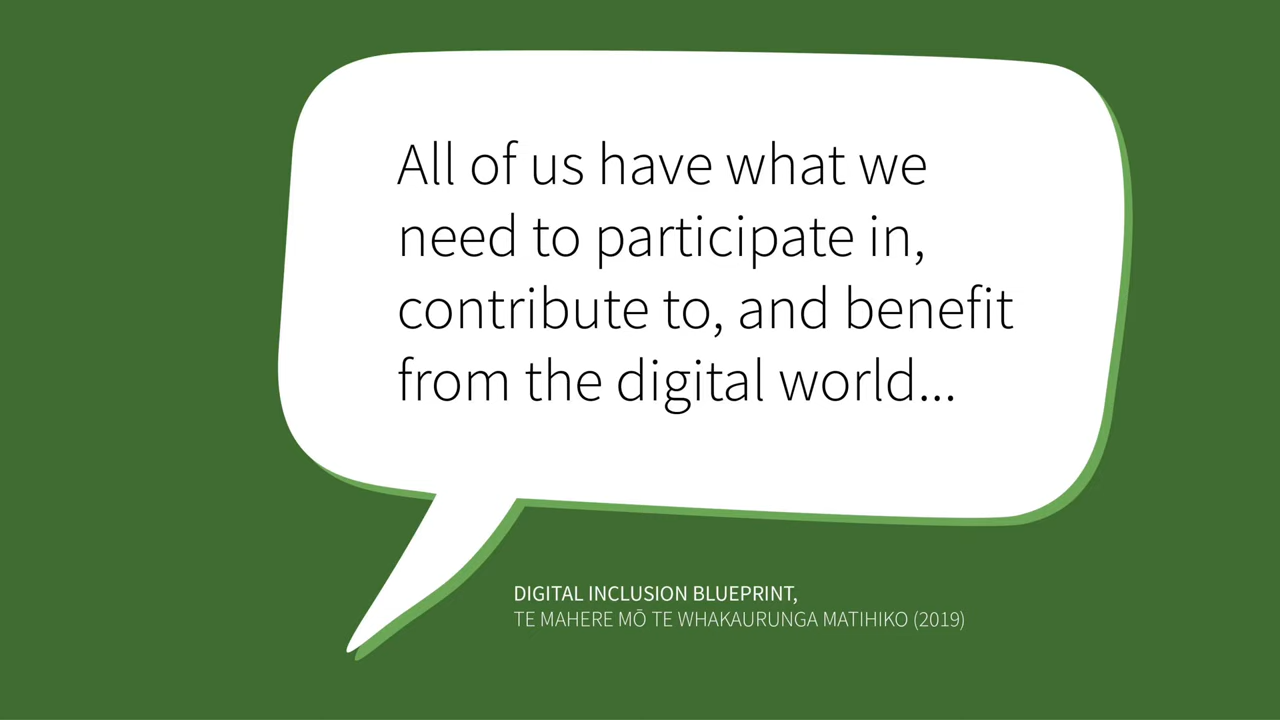 All of us have what we
need to participate in,
contribute to, and benefit
from the digital world...
DIGITAL INCLUSION BLUEPRINT,
TE MAHERE MŌ TE WHAKAURUNGA MATIHIKO (2019)